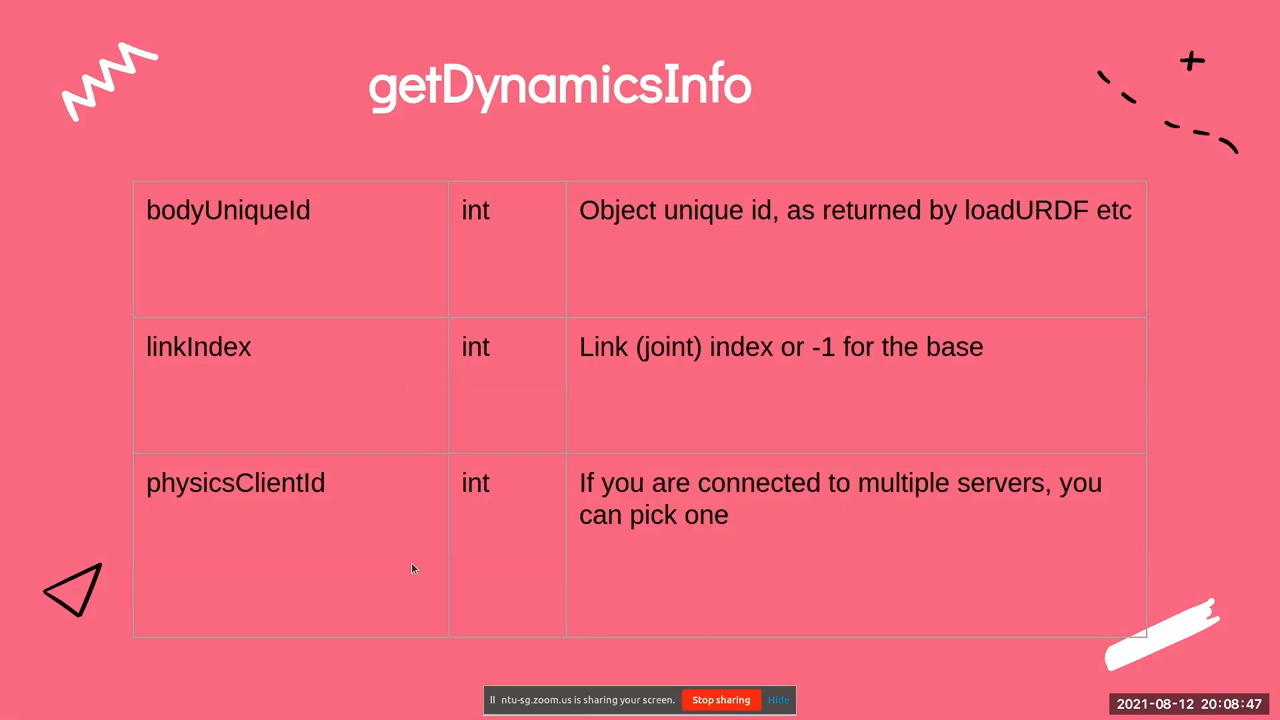 getDynamicsInfo
bodyUniqueId int Object unique id, as returned by loadURDF etc
linkIndex int Link (joint) index or -1 for the base
physicsClientId int If you are connected to multiple servers, you
can pick one
ntu-sg.zoom.us is sharing your screen. Stop sharing Hide
2021-08-12 20:08:47